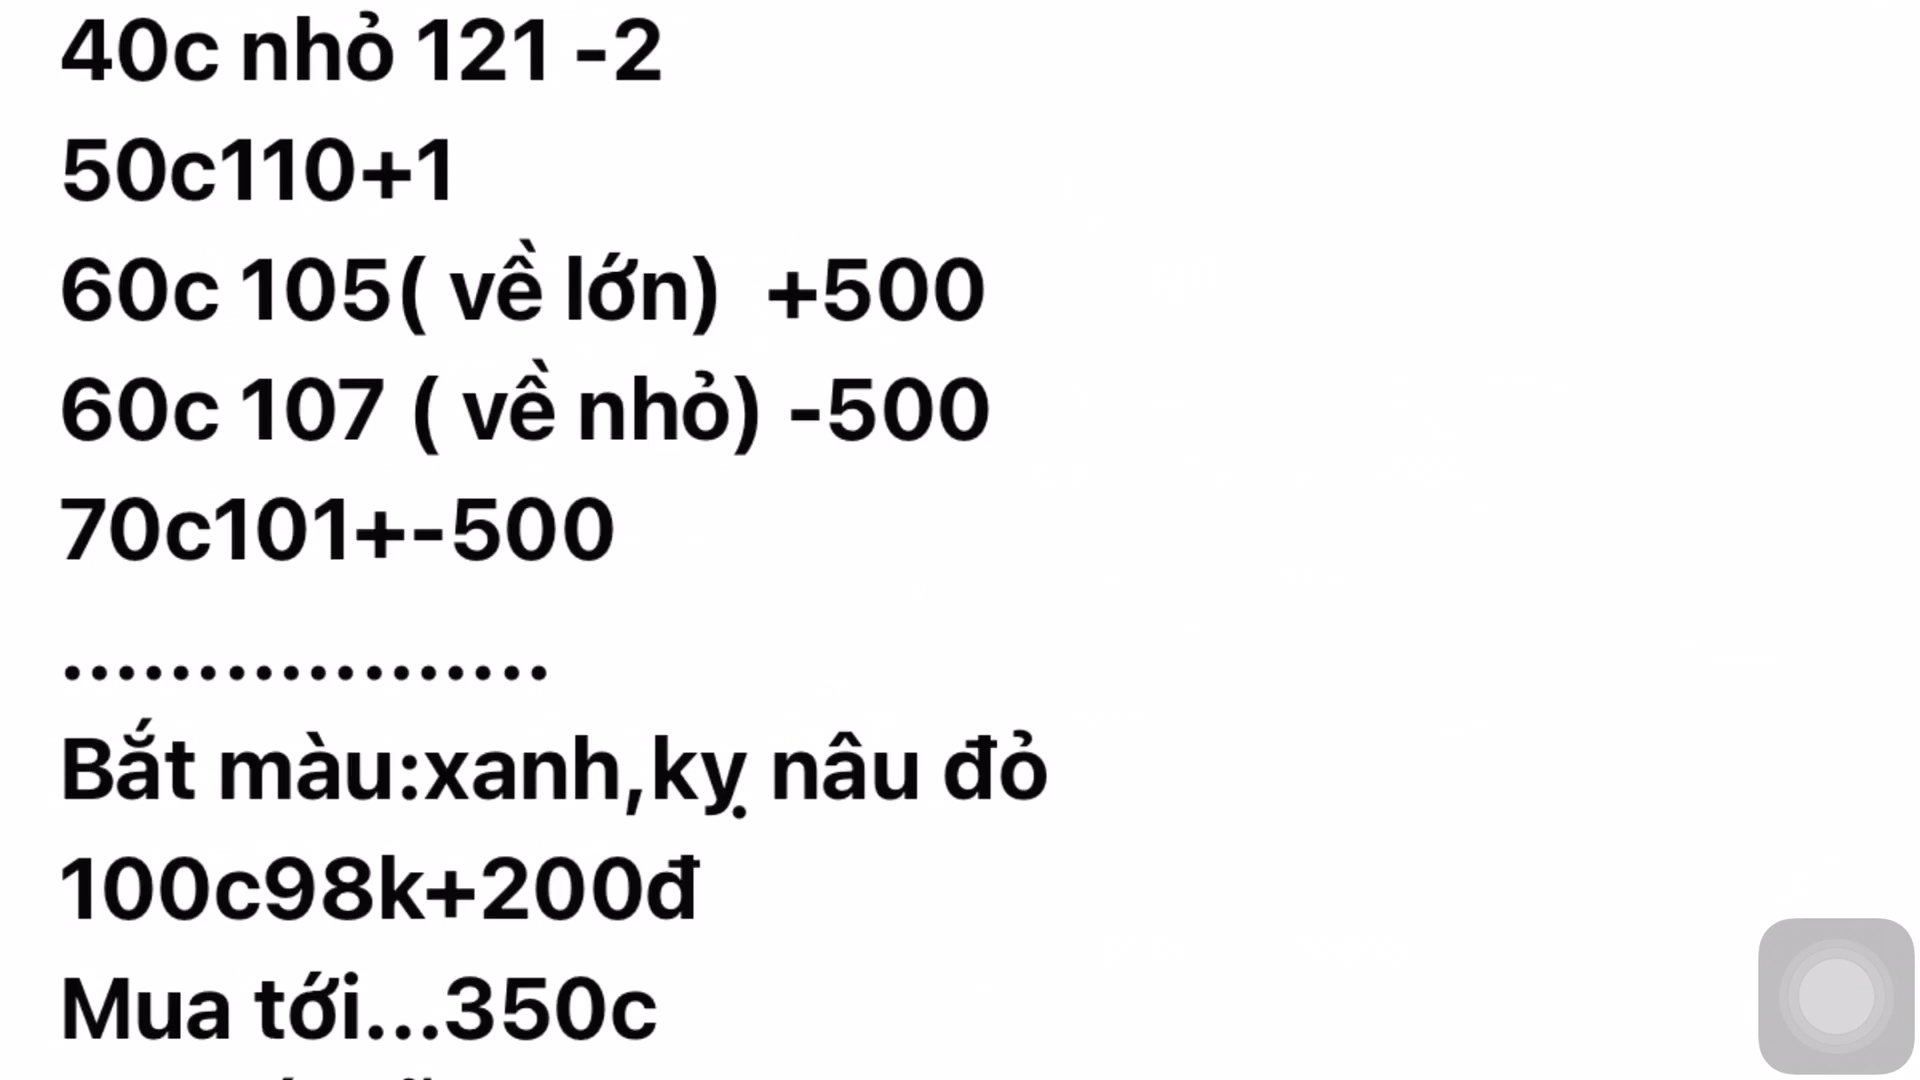 40c nhỏ 121 -2
50c110+1
60c 105( về lớn)  +500
60c 107 ( về nhỏ) -500
70c101+-500
..................
Bắt màu:xanh,kỵ nâu đỏ
100c98k+200đ
Mua tới...350c